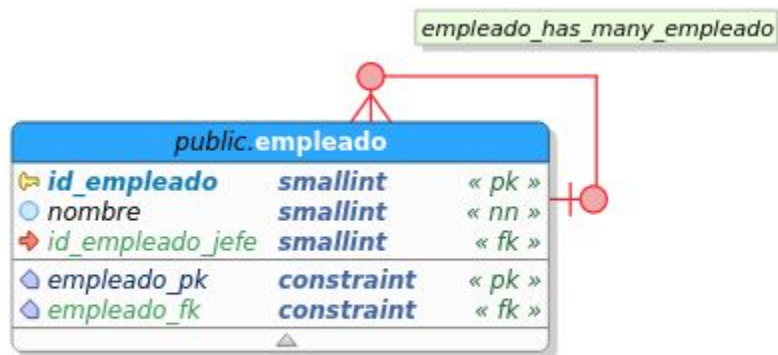 empleado_has_many_empleado
public.empleado
id_empleado smallint « pk »
nombre smallint « nn »
id_empleado_jefe smallint « fk »
empleado_pk constraint « pk »
empleado_fk constraint « fk »